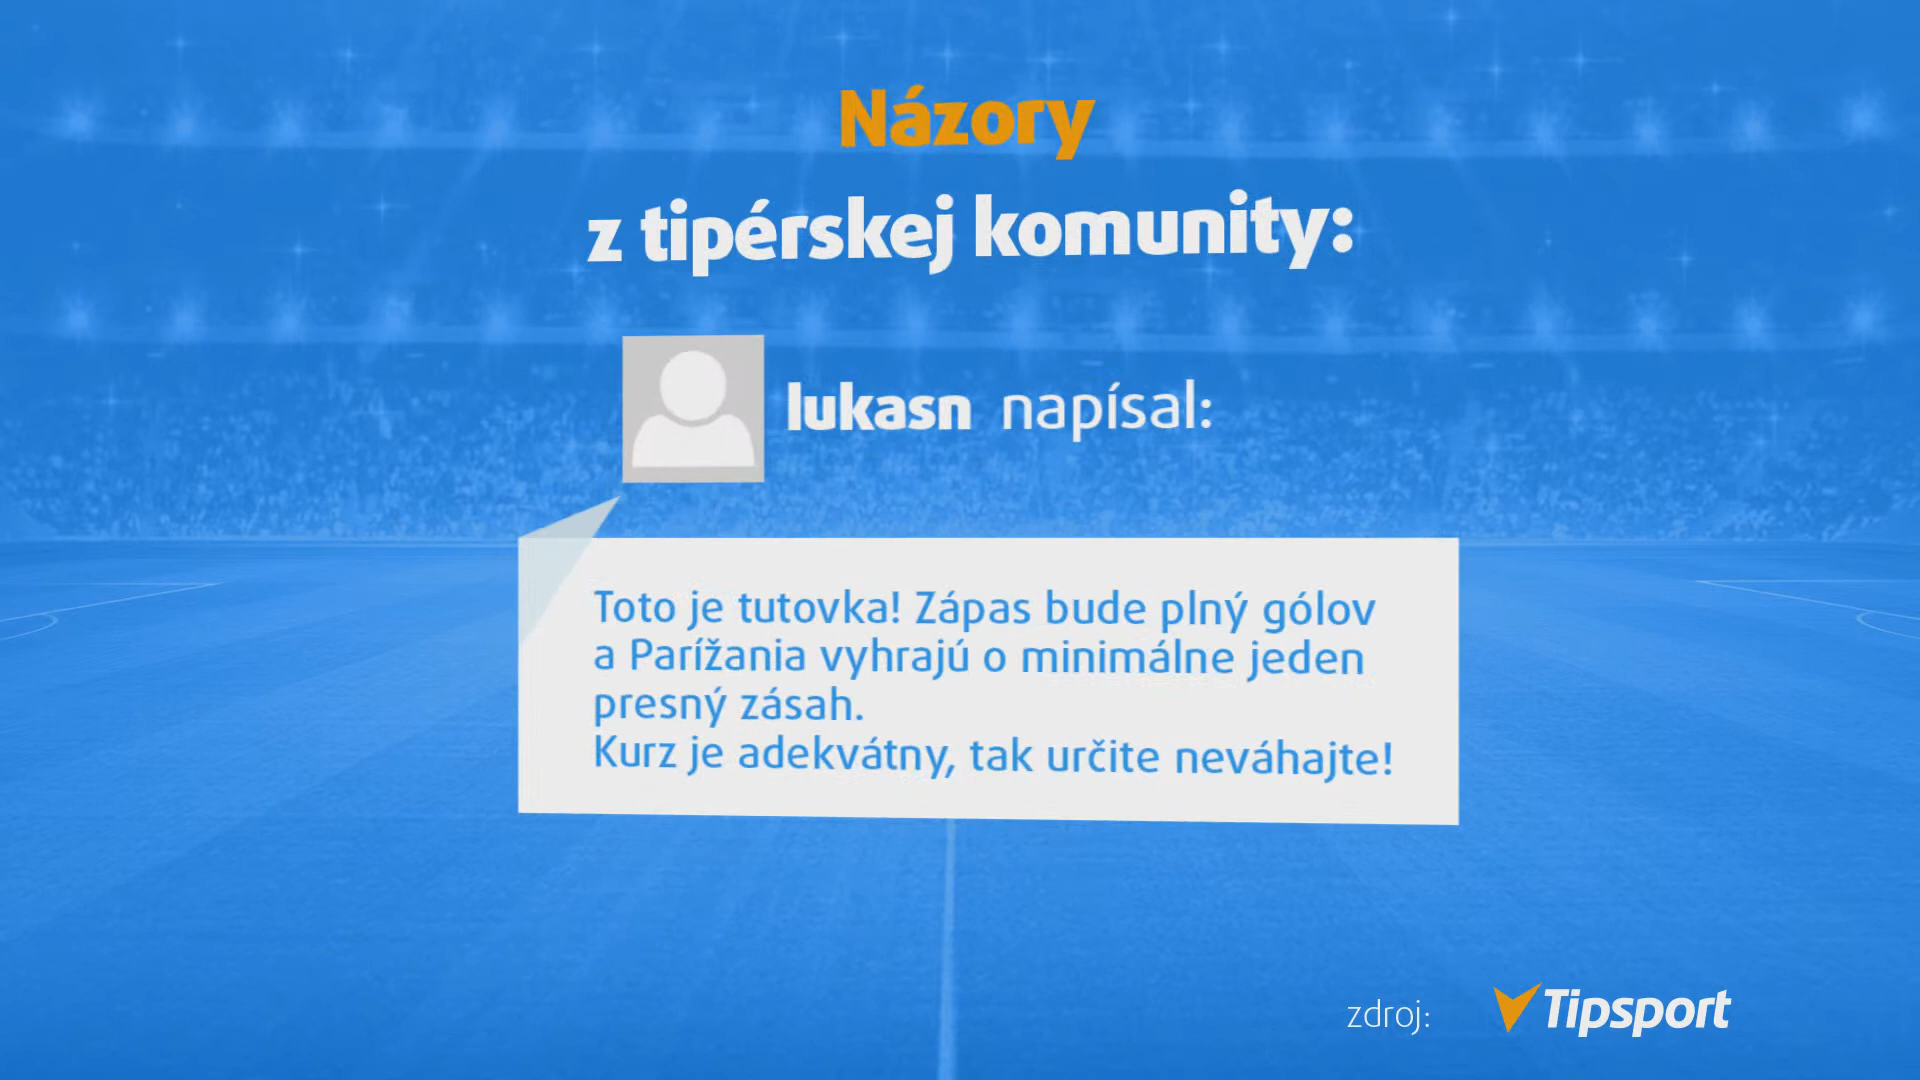 Názory
z tipérskej komunity:
lukasn napísal:
Toto je tutovka! Zápas bude plný gólov
a Parížania vyhrajú o minimálne jeden
presný zásah.
Kurz je adekvátny, tak určite neváhajte!
zdroj: Tipsport